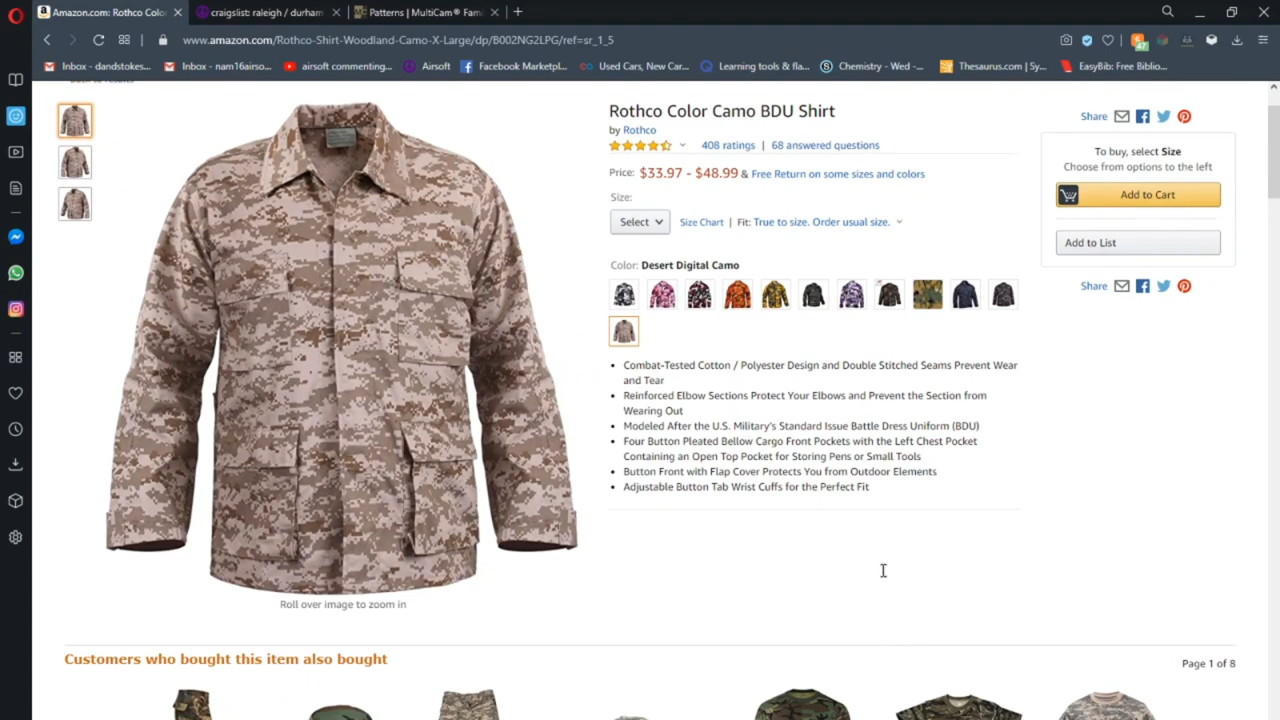 Amazon.com: Rothco Color
craigslist: raleigh / durham
Patterns | MultiCam® Fami
www.amazon.com/Rothco-Shirt-Woodland-Camo-X-Large/dp/B002NG2LPG/ref=sr_1_5
47
Inbox - dandstokes...
Inbox - nam16airso...
airsoft commenting...
Airsoft
Facebook Marketpl...
Used Cars, New Car...
Learning tools & fla...
Chemistry - Wed -...
Thesaurus.com | Sy...
EasyBib: Free Biblio...
Rothco Color Camo BDU Shirt
by Rothco
408 ratings | 68 answered questions
Price: $33.97 - $48.99 & Free Return on some sizes and colors
Size:
Select
Size Chart | Fit: True to size. Order usual size.
Color: Desert Digital Camo
• Combat-Tested Cotton / Polyester Design and Double Stitched Seams Prevent Wear
and Tear
• Reinforced Elbow Sections Protect Your Elbows and Prevent the Section from
Wearing Out
• Modeled After the U.S. Military's Standard Issue Battle Dress Uniform (BDU)
• Four Button Pleated Bellow Cargo Front Pockets with the Left Chest Pocket
Containing an Open Top Pocket for Storing Pens or Small Tools
• Button Front with Flap Cover Protects You from Outdoor Elements
• Adjustable Button Tab Wrist Cuffs for the Perfect Fit
Share
To buy, select Size
Choose from options to the left
Add to Cart
Add to List
Share
Roll over image to zoom in
Customers who bought this item also bought
Page 1 of 8